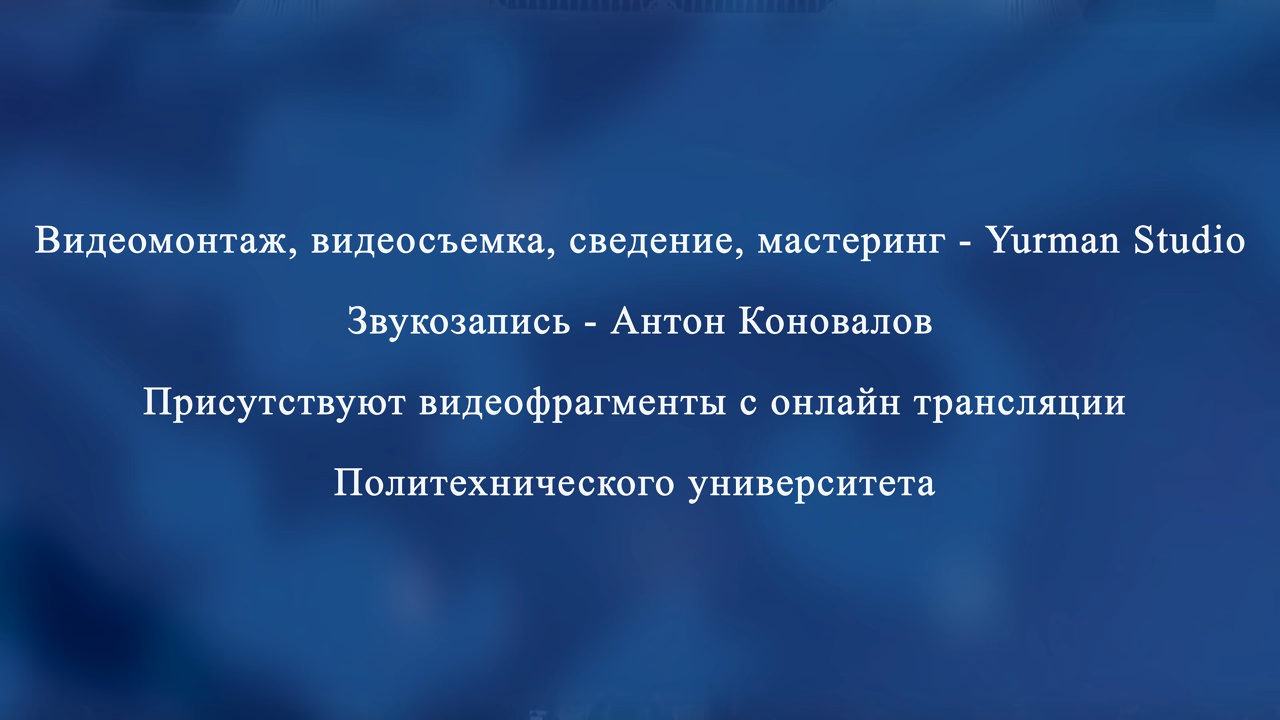 Видеомонтаж, видеосъемка, сведение, мастеринг - Yurman Studio
Звукозапись - Антон Коновалов
Присутствуют видеофрагменты с онлайн трансляции
Политехнического университета